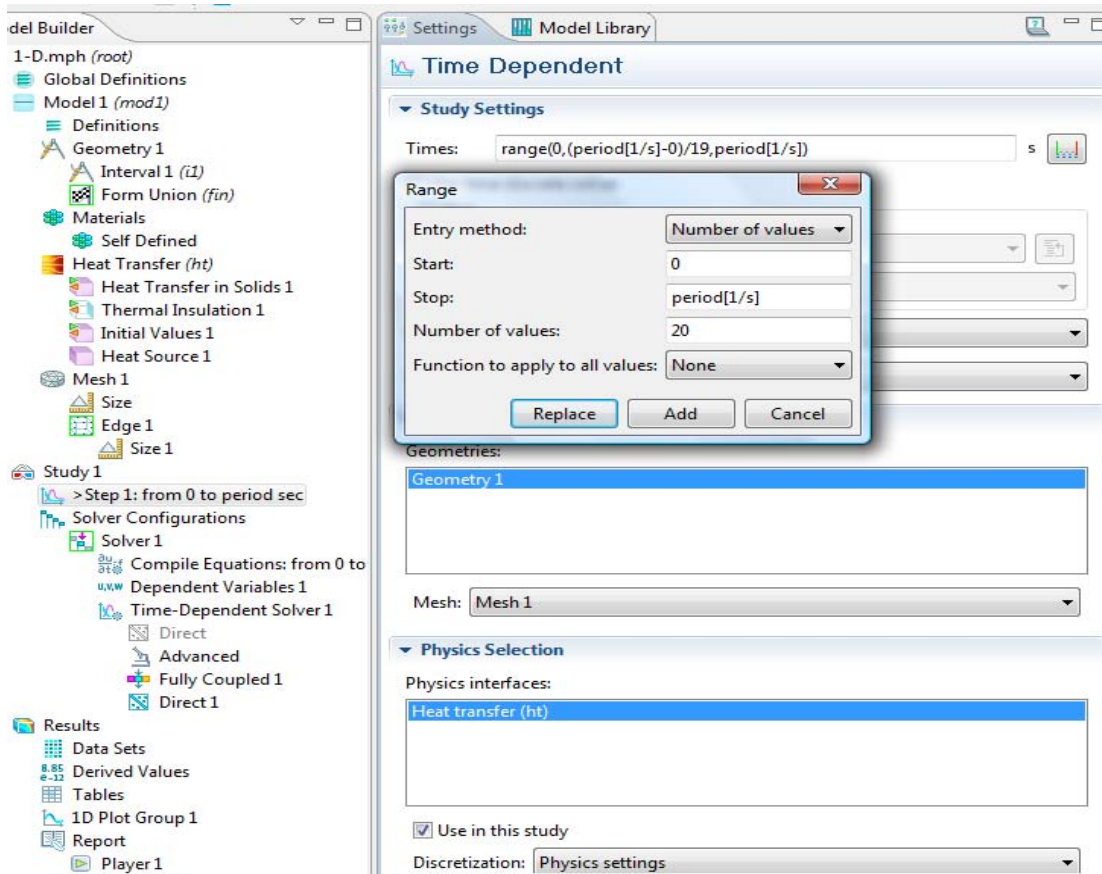 del Builder
1-D.mph (root)
Global Definitions
Model 1 (mod1)
Definitions
Geometry 1
Interval 1 (i1)
Form Union (fin)
Materials
Self Defined
Heat Transfer (ht)
Heat Transfer in Solids 1
Thermal Insulation 1
Initial Values 1
Heat Source 1
Mesh 1
Size
Edge 1
Size 1
Study 1
>Step 1: from 0 to period sec
Solver Configurations
Solver 1
Compile Equations: from 0 to
u,v,w Dependent Variables 1
Time-Dependent Solver 1
Direct
Advanced
Fully Coupled 1
Direct 1
Results
Data Sets
8.85 e-12 Derived Values
Tables
1D Plot Group 1
Report
Player 1
Settings Model Library
Time Dependent
Study Settings
Times: range(0,(period[1/s]-0)/19,period[1/s]) s
Range
Entry method: Number of values
Start: 0
Stop: period[1/s]
Number of values: 20
Function to apply to all values: None
Replace Add Cancel
Geometries:
Geometry 1
Mesh: Mesh 1
Physics Selection
Physics interfaces:
Heat transfer (ht)
Use in this study
Discretization: Physics settings